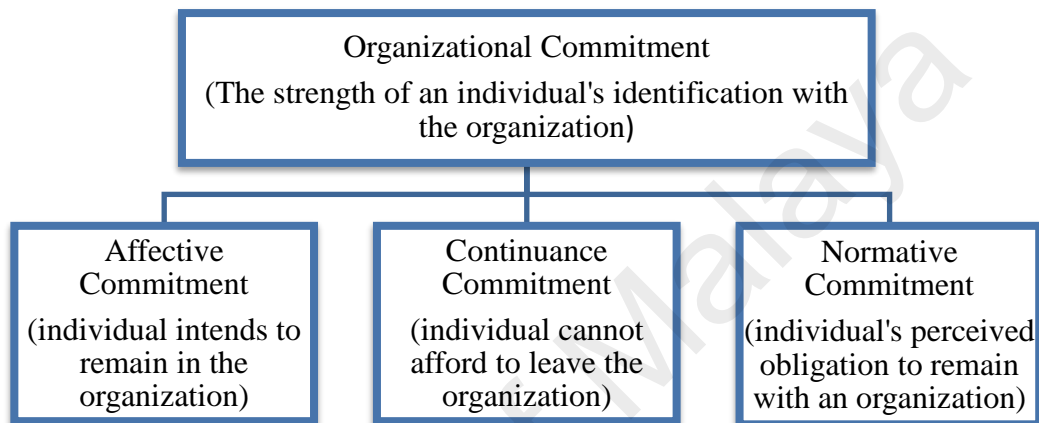 Organizational Commitment
(The strength of an individual's identification with
the organization)
Affective
Commitment
(individual intends to
remain in the
organization)
Continuance
Commitment
(individual cannot
afford to leave the
organization)
Normative
Commitment
(individual's perceived
obligation to remain
with an organization)
Malaya